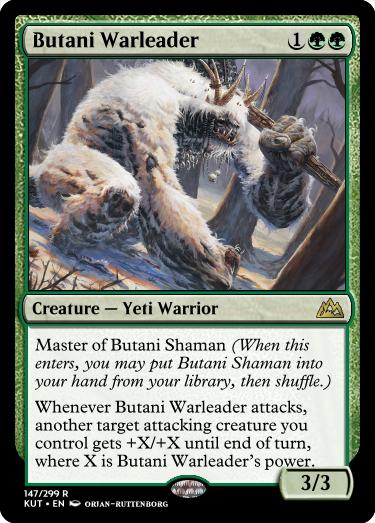 Butani Warleader 1
Creature — Yeti Warrior
Master of Butani Shaman (When this
enters, you may put Butani Shaman into
your hand from your library, then shuffle.)
Whenever Butani Warleader attacks,
another target attacking creature you
control gets +X/+X until end of turn,
where X is Butani Warleader's power.
3/3
147/299 R
KUT • EN ORJAN-RUTTENBORG